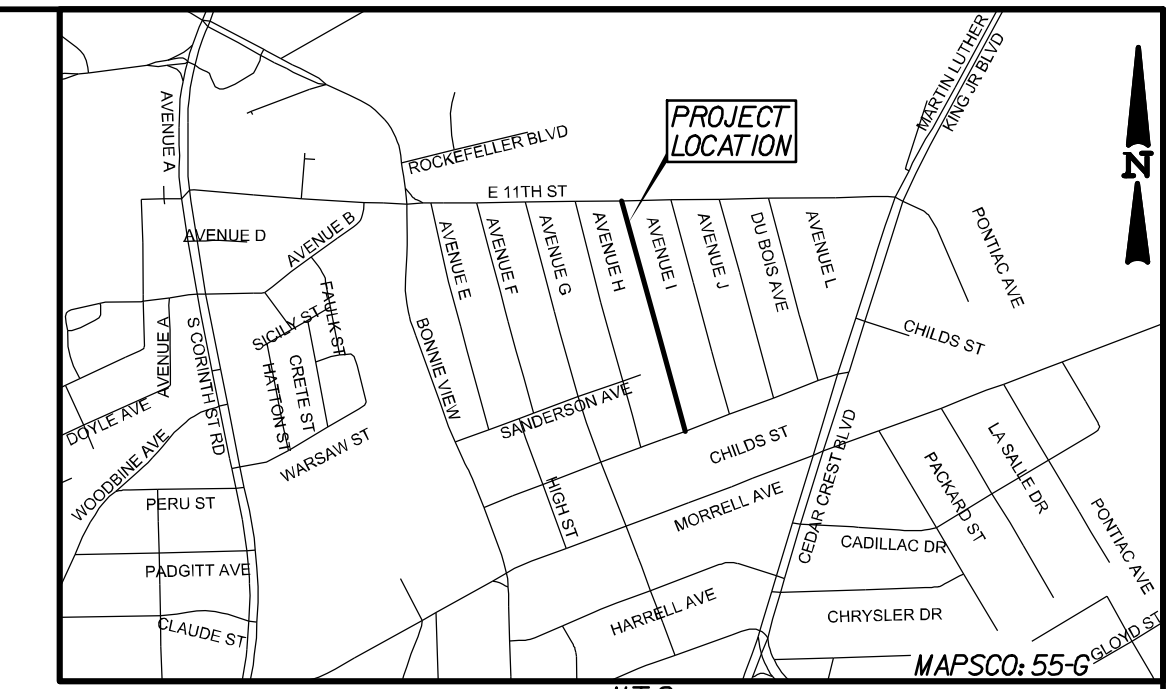 MARTIN LUTHER
KING JR BLVD
AVENUE A
PROJECT
LOCATION
ROCKEFELLER BLVD
N
E 11TH ST
AVENUE D
AVENUE B
AVENUE E
AVENUE F
AVENUE G
AVENUE H
AVENUE I
AVENUE J
DU BOIS AVE
AVENUE L
PONTIAC AVE
AVENUE A
S CORINTH ST RD
SICILY ST
FAULK ST
HATTON ST
CRETE ST
BONNIE VIEW
CHILDS ST
DOYLE AVE
WOODBINE AVE
WARSAW ST
SANDERSON AVE
CHILDS ST
HIGH ST
MORRELL AVE
CEDAR CREST BLVD
PACKARD ST
LA SALLE DR
PONTIAC AVE
PERU ST
PADGITT AVE
CADILLAC DR
CLAUDE ST
HARRELL AVE
CHRYSLER DR
GLOYD ST
MAPSCO: 55-G